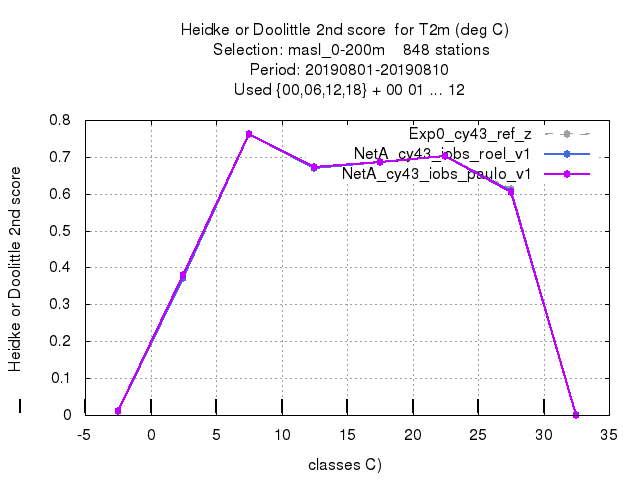 Heidke or Doolittle 2nd score for T2m (deg C)
Selection: masl_0-200m 848 stations
Period: 20190801-20190810
Used {00,06,12,18} + 00 01 ... 12
Exp0_cy43_ref_z
NetA_cy43_iobs_roel_v1
NetA_cy43_iobs_paulo_v1
Heidke or Doolittle 2nd score
0.8
0.7
0.6
0.5
0.4
0.3
0.2
0.1
0
-5 0 5 10 15 20 25 30 35
classes C)